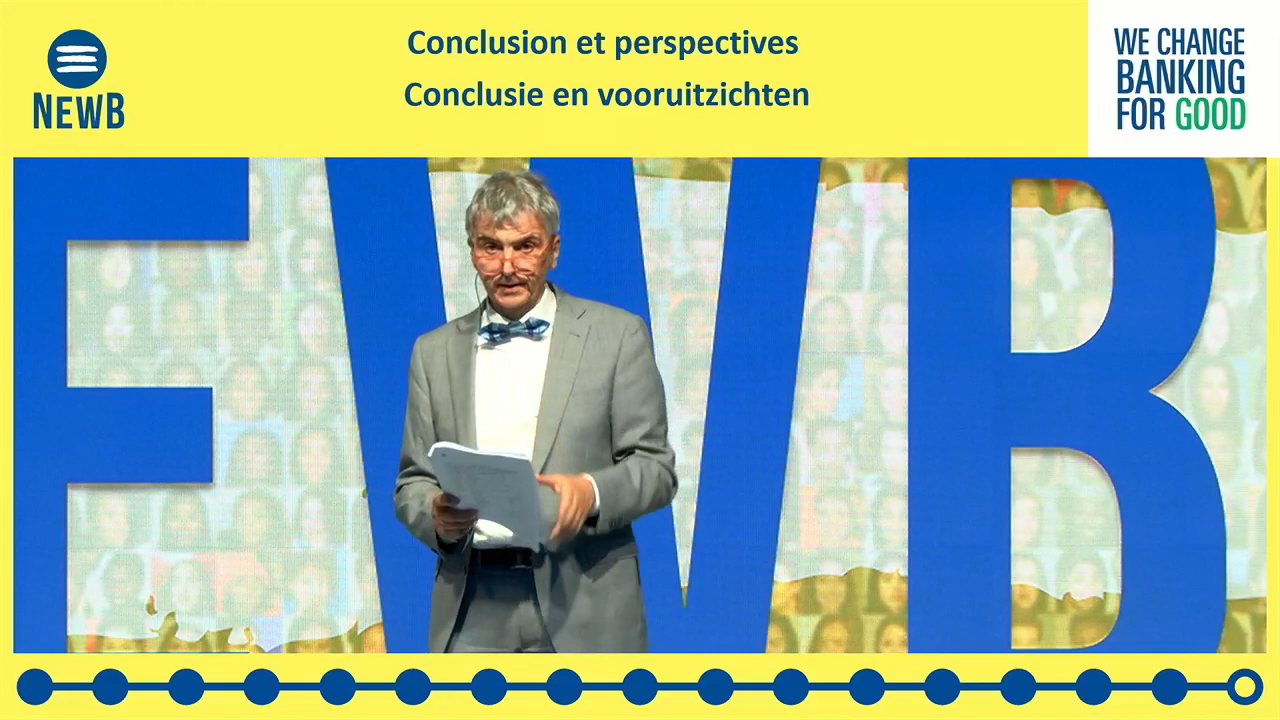 Conclusion et perspectives
Conclusie en vooruitzichten
NEWB
WE CHANGE
BANKING
FOR GOOD
EWB